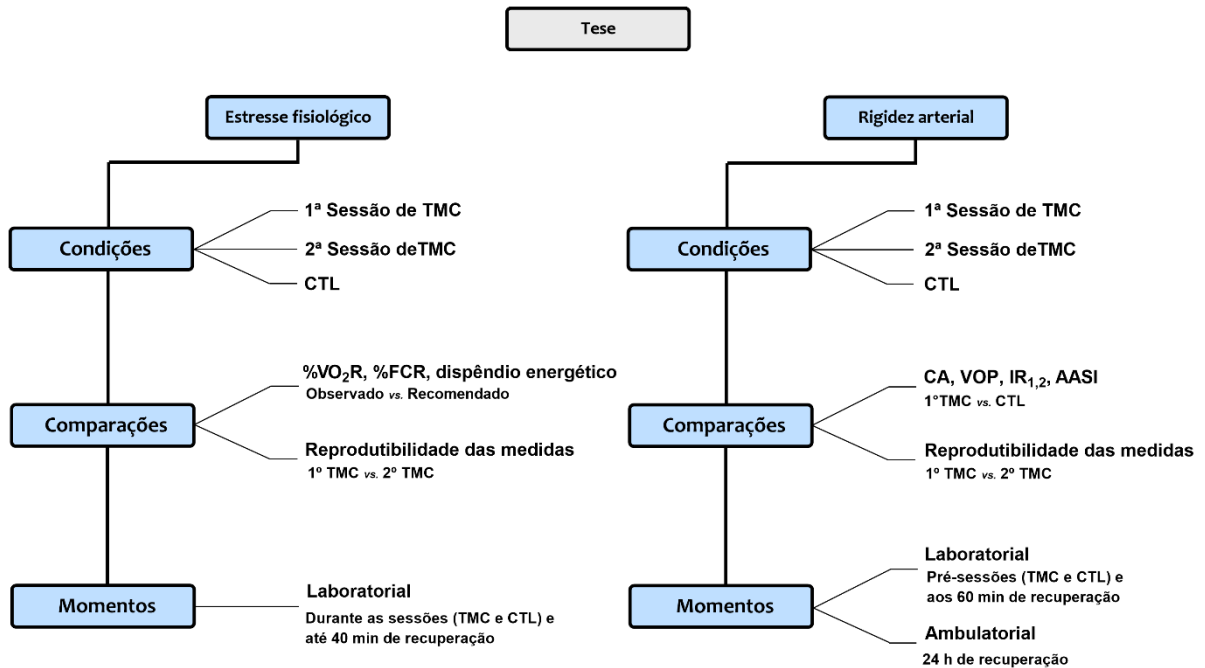 Tese
Estresse fisiológico
Condições
1ª Sessão de TMC
2ª Sessão deTMC
CTL
Comparações
%VO₂R, %FCR, dispêndio energético
Observado vs. Recomendado
Reprodutibilidade das medidas
1º TMC vs. 2º TMC
Momentos
Laboratorial
Durante as sessões (TMC e CTL) e
até 40 min de recuperação
Rigidez arterial
Condições
1ª Sessão de TMC
2ª Sessão deTMC
CTL
Comparações
CA, VOP, IR₁,₂, AASI
1°TMC vs. CTL
Reprodutibilidade das medidas
1º TMC vs. 2º TMC
Momentos
Laboratorial
Pré-sessões (TMC e CTL) e
aos 60 min de recuperação
Ambulatorial
24 h de recuperação